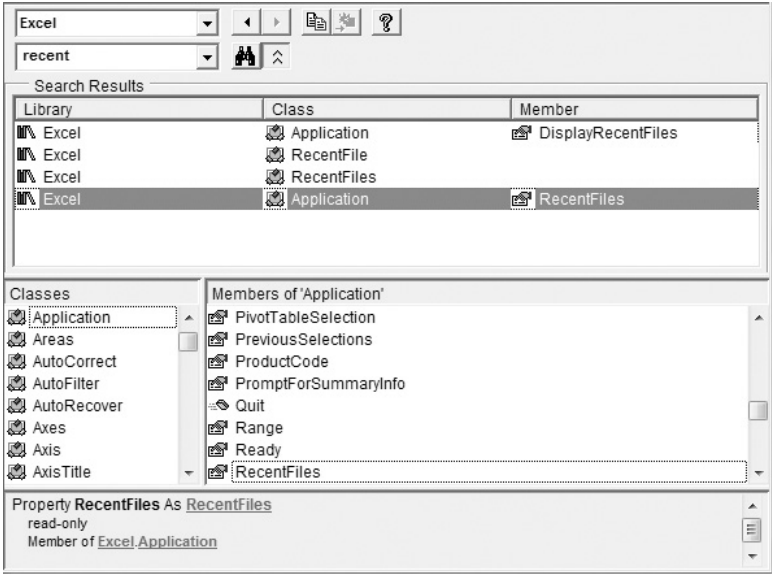 Excel
recent
Search Results
Library Class Member
Excel Application DisplayRecentFiles
Excel RecentFile
Excel RecentFiles
Excel Application RecentFiles
Classes
Application
Areas
AutoCorrect
AutoFilter
AutoRecover
Axes
Axis
AxisTitle
Members of 'Application'
PivotTableSelection
PreviousSelections
ProductCode
PromptForSummaryInfo
Quit
Range
Ready
RecentFiles
Property RecentFiles As RecentFiles
read-only
Member of Excel.Application